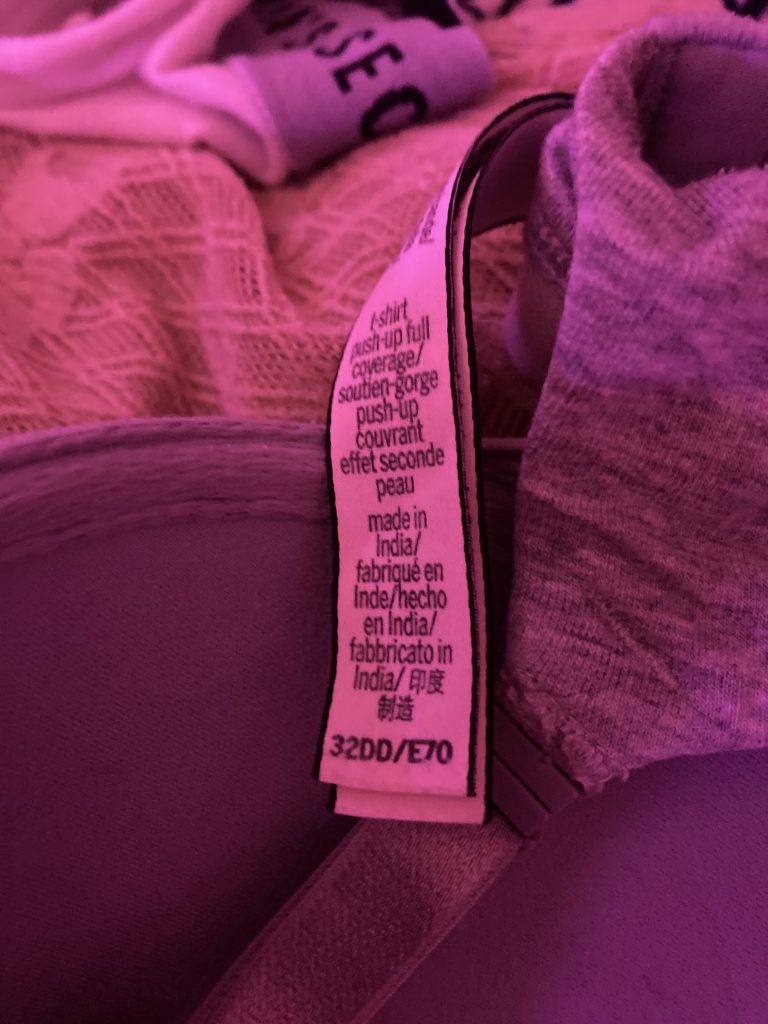 SEC
t-shirt
push-up full
coverage/
soutien-gorge
push-up
couvrant
effet seconde
peau
made in
India/
fabriqué en
Inde/hecho
en India/
fabbricato in
India/ 印度
制造
32DD/E70